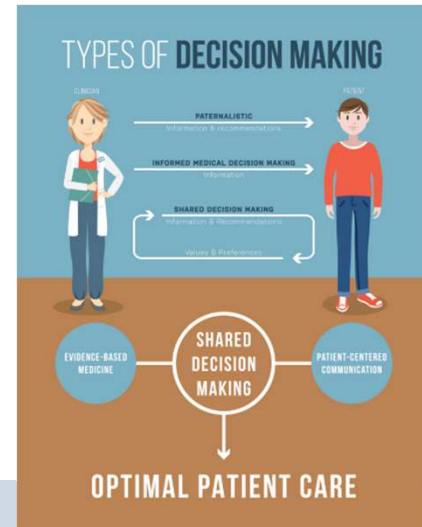 TYPES OF DECISION MAKING
CLINICIAN
PATIENT
PATERNALISTIC
Information & recommendations
INFORMED MEDICAL DECISION MAKING
Information
SHARED DECISION MAKING
Information & Recommendations
Values & Preferences
EVIDENCE-BASED
MEDICINE
SHARED
DECISION
MAKING
PATIENT-CENTERED
COMMUNICATION
OPTIMAL PATIENT CARE